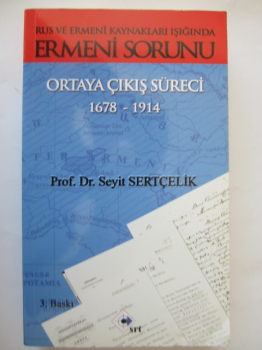 RUS VE ERMENİ KAYNAKLARI IŞIĞINDA
ERMENİ SORUNU
ORTAYA ÇIKIŞ SÜRECİ
1678 - 1914
Prof. Dr. Seyit SERTÇELİK
3. Baskı
srt